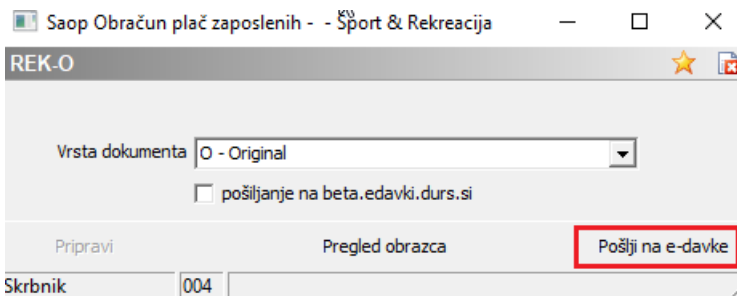 Saop Obračun plač zaposlenih - - Šport & Rekreacija
REK-O
Vrsta dokumenta O - Original
pošiljanje na beta.edavki.durs.si
Pripravi Pregled obrazca Pošlji na e-davke
Skrbnik 004